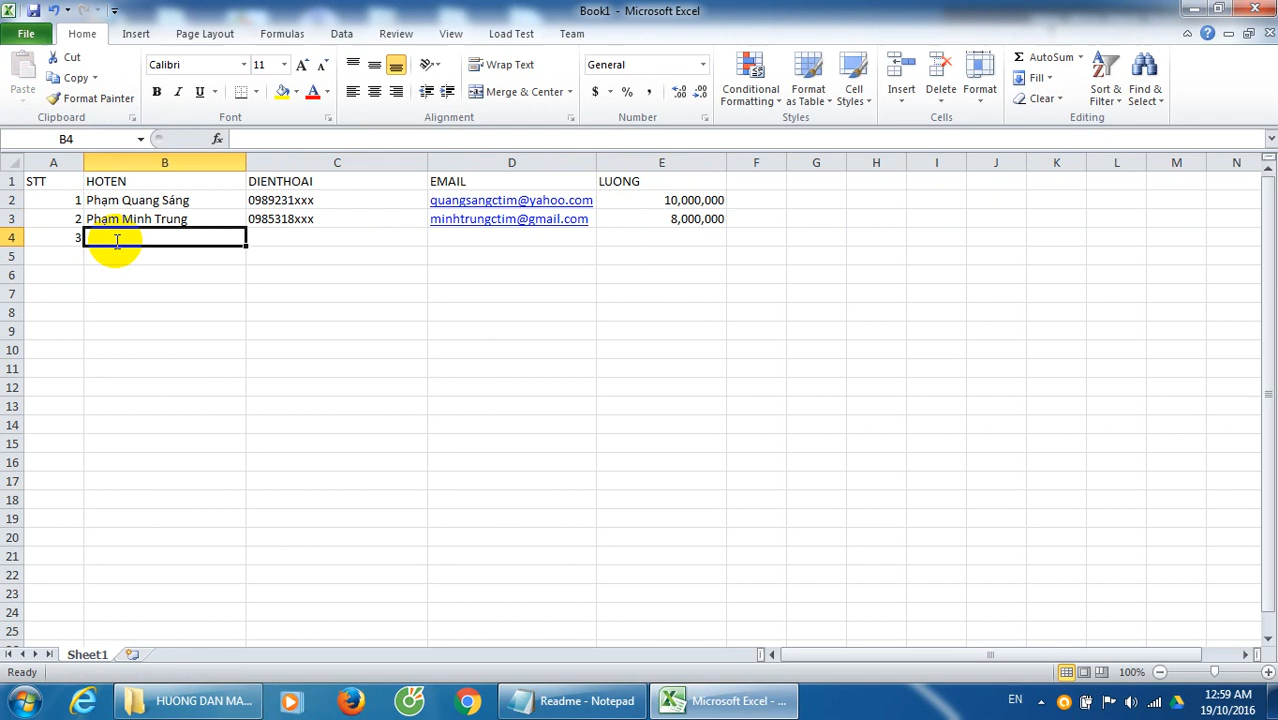 Book1 - Microsoft Excel
File Home Insert Page Layout Formulas Data Review View Load Test Team
Paste Cut Copy Format Painter Clipboard
Calibri 11 B I U A A A Font
Wrap Text Merge & Center Alignment
General $ % , Number
Conditional Formatting Format as Table Cell Styles Styles
Insert Delete Format Cells
AutoSum Fill Clear Sort & Filter Find & Select Editing
B4 fx
A B C D E F G H I J K L M N
1 STT HOTEN DIENTHOAI EMAIL LUONG
2 1 Phạm Quang Sáng 0989231xxx quangsangctim@yahoo.com 10,000,000
3 2 Phạm Minh Trung 0985318xxx minhtrungctim@gmail.com 8,000,000
4 3
5
6
7
8
9
10
11
12
13
14
15
16
17
18
19
20
21
22
23
24
25
Sheet1
Ready 100%
HUONG DAN MA... Readme - Notepad Microsoft Excel - ... EN 12:59 AM
19/10/2016